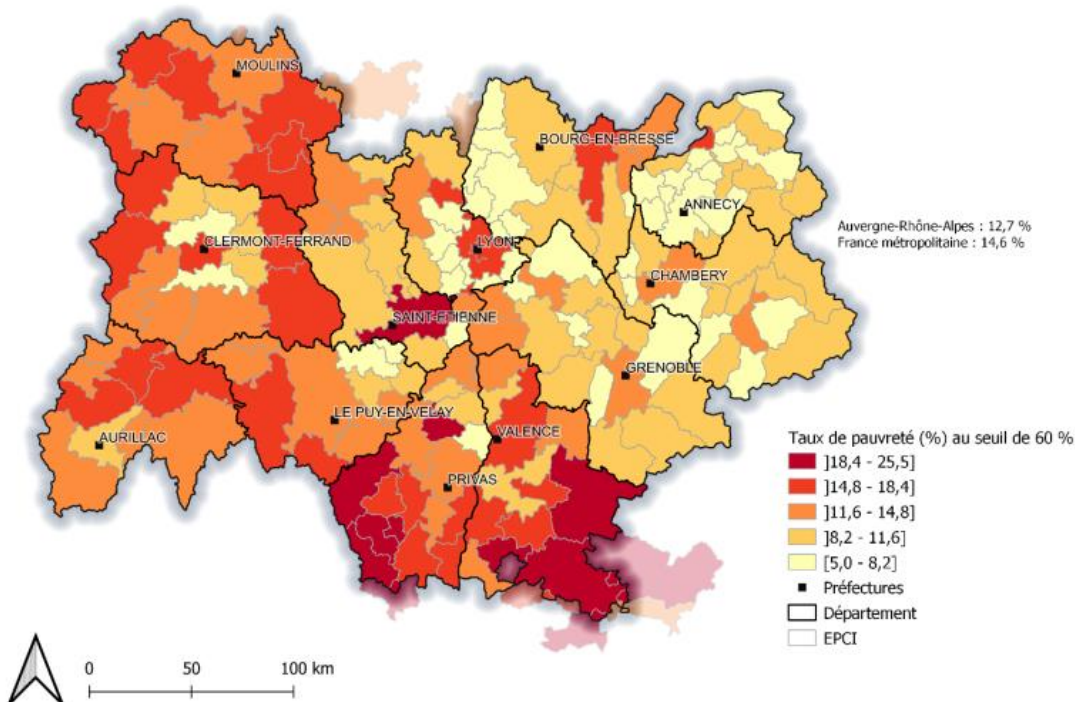 MOULINS
BOURG-EN-BRESSE
ANNECY
CLERMONT-FERRAND
LYON
Auvergne-Rhône-Alpes : 12,7 %
France métropolitaine : 14,6 %
CHAMBERY
SAINT-ETIENNE
GRENOBLE
LE PUY-EN-VELAY
VALENCE
AURILLAC
PRIVAS
Taux de pauvreté (%) au seuil de 60 %
]18,4 - 25,5]
]14,8 - 18,4]
]11,6 - 14,8]
]8,2 - 11,6]
[5,0 - 8,2]
Préfectures
Département
EPCI
0 50 100 km